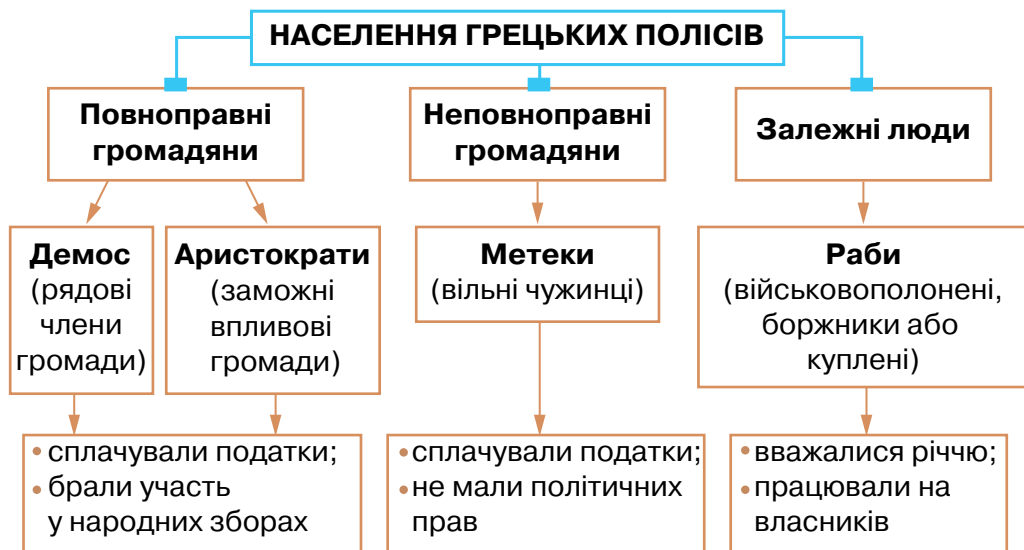 НАСЕЛЕННЯ ГРЕЦЬКИХ ПОЛІСІВ
Повноправні
громадяни
Неповноправні
громадяни
Залежні люди
Демос
(рядові
члени
громади)
Аристократи
(заможні
впливові
громади)
Метеки
(вільні чужинці)
Раби
(військовополонені,
боржники або
куплені)
• сплачували податки;
• брали участь
у народних зборах
• сплачували податки;
• не мали політичних
прав
• вважалися річчю;
• працювали на
власників